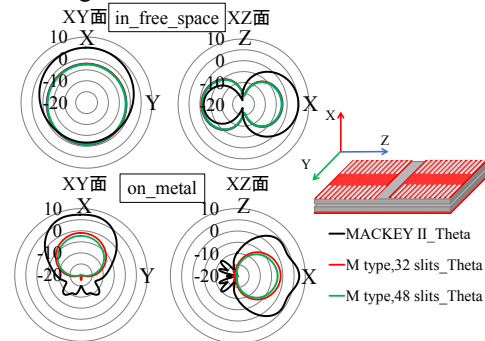 XY面
in_free_space
XZ面
10
X
0
-10
-20
Y
10
Z
0
-10
-20
X
X
Z
Y
XY面
on_metal
XZ面
10
X
0
-10
-20
Y
10
Z
0
-10
-20
X
MACKEY II_Theta
M type,32 slits_Theta
M type,48 slits_Theta